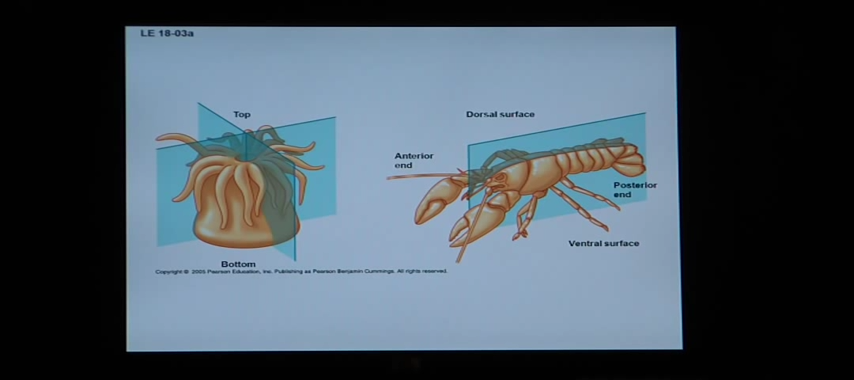 LE 18-03a
Top
Bottom
Dorsal surface
Anterior
end
Posterior
end
Ventral surface
Copyright © 2005 Pearson Education, Inc. Publishing as Pearson Benjamin Cummings. All rights reserved.